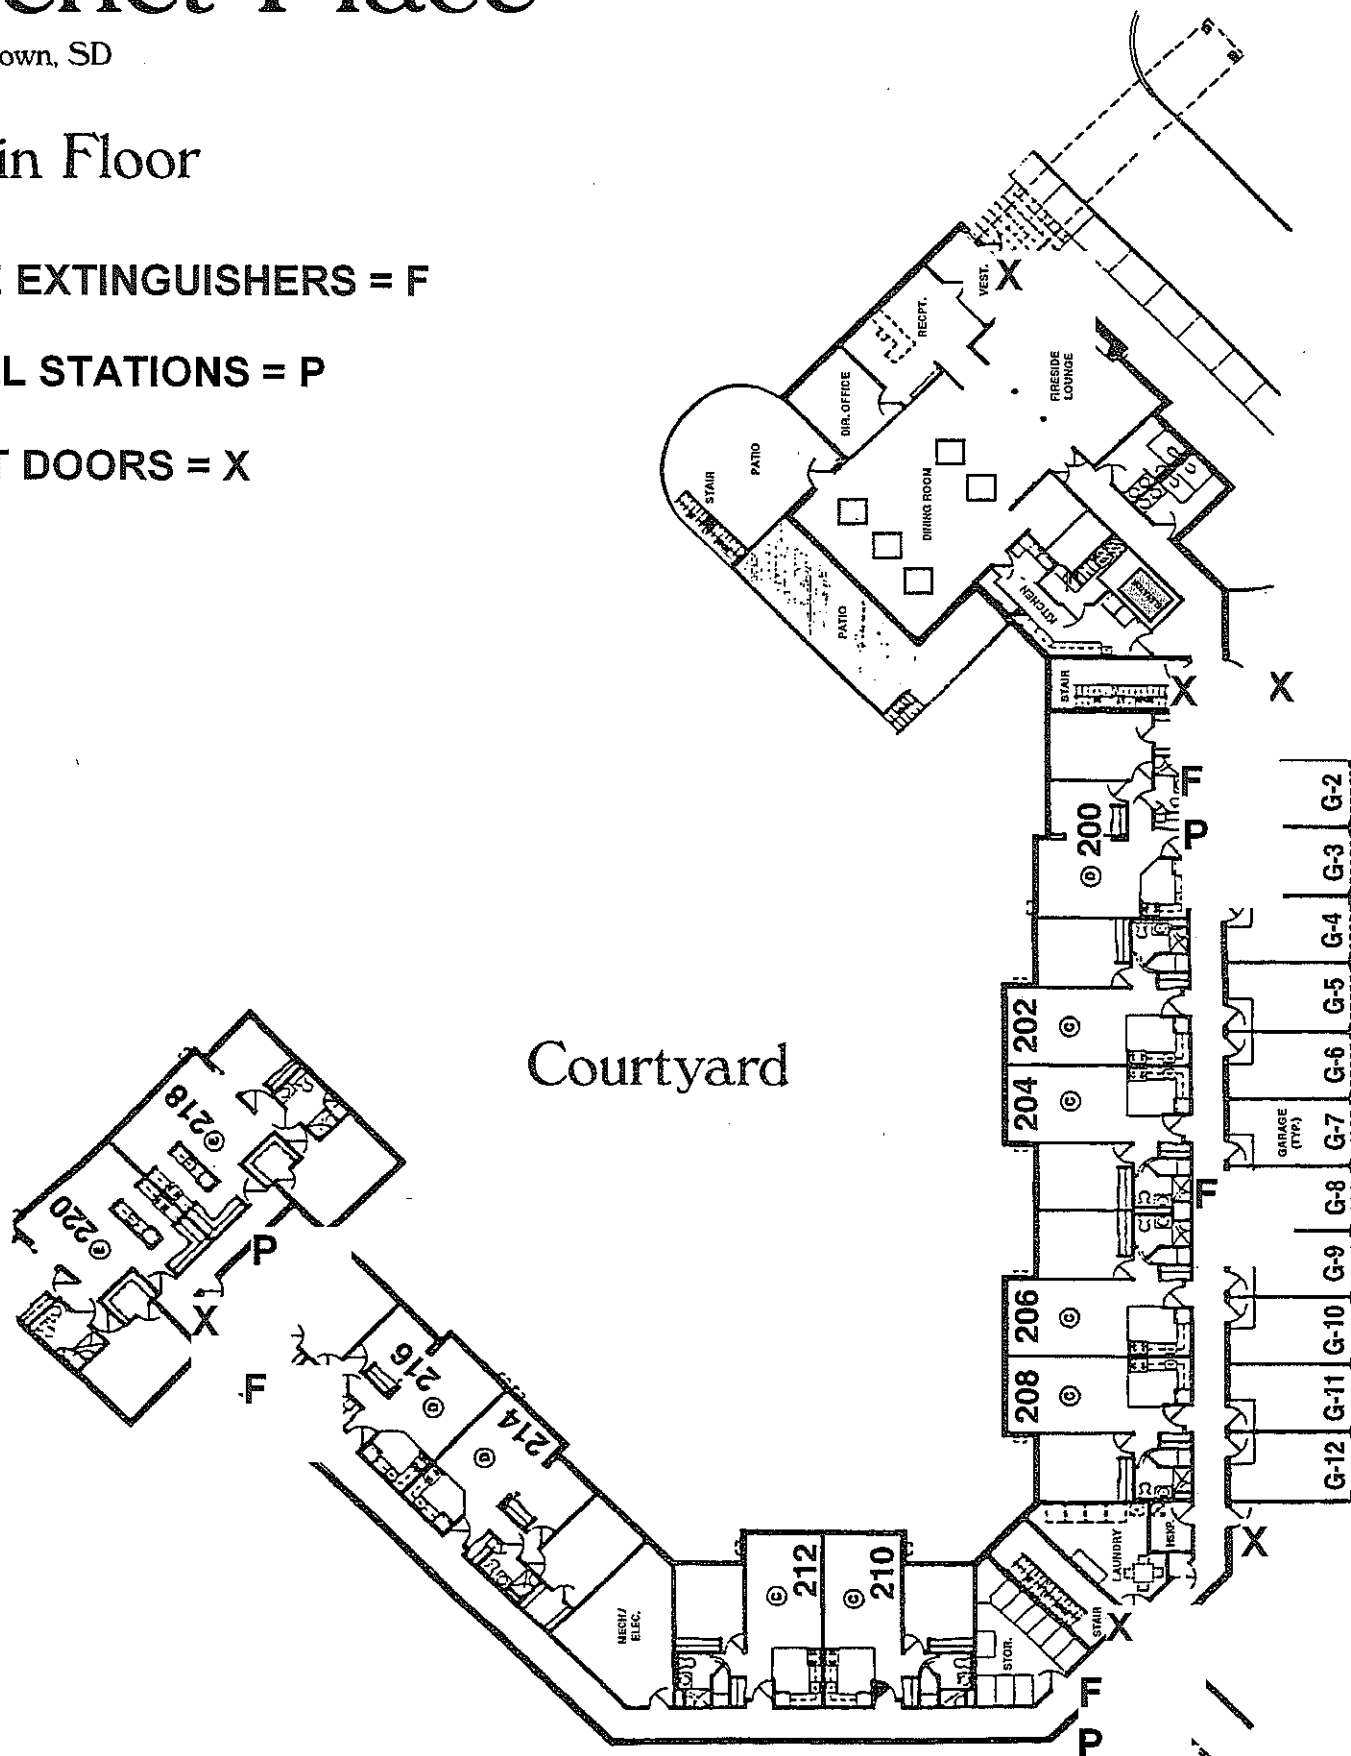 own, SD
in Floor
EXTINGUISHERS = F
L STATIONS = P
T DOORS = X
VEST.
X
RECPT.
FIRESIDE
LOUNGE
DIR. OFFICE
PATIO
STAIR
DINING ROOM
KITCHEN
ELEVATOR
PATIO
STAIR
X
X
F
P
200
D
G-2
G-3
G-4
G-5
G-6
G-7
GARAGE
(TYP.)
G-8
G-9
G-10
G-11
G-12
202
C
204
C
Courtyard
F
206
C
208
C
218
E
220
E
P
X
F
216
D
214
D
MECH/
ELEC.
212
C
210
C
LAUNDRY
HSKP.
X
STAIR
X
STOR.
F
P